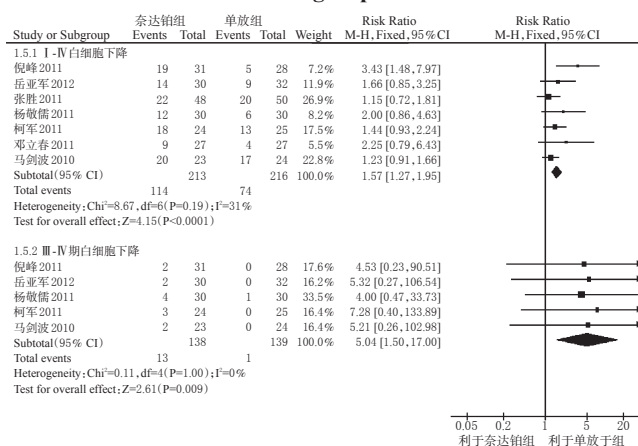 奈达铂组 单放组 Risk Ratio Risk Ratio
Study or Subgroup Events Total Events Total Weight M-H,Fixed,95%CI M-H,Fixed,95%CI
1.5.1 Ⅰ-Ⅳ白细胞下降
倪峰2011 19 31 5 28 7.2% 3.43 [1.48,7.97]
岳亚军2012 14 30 9 32 13.1% 1.66 [0.85,3.25]
张胜2011 22 48 20 50 26.9% 1.15 [0.72,1.81]
杨敬儒2011 12 30 6 30 8.3% 2.00 [0.86,4.63]
柯军2011 18 24 13 25 17.5% 1.44 [0.93,2.24]
邓立春2011 9 27 4 27 5.5% 2.25 [0.79,6.43]
马剑波2010 20 23 17 24 22.8% 1.23 [0.91,1.66]
Subtotal(95% CI) 213 216 100.0% 1.57 [1.27,1.95]
Total events 114 74
Heterogeneity:Chi²=8.67,df=6(P=0.19);I²=31%
Test for overall effect:Z=4.15(P<0.0001)
1.5.2 Ⅲ-Ⅳ期白细胞下降
倪峰2011 2 31 0 28 17.6% 4.53 [0.23,90.51]
岳亚军2012 2 30 0 32 16.1% 5.32 [0.27,106.54]
杨敬儒2011 4 30 1 30 33.5% 4.00 [0.47,33.73]
柯军2011 3 24 0 25 16.4% 7.28 [0.40,133.89]
马剑波2010 2 23 0 24 16.4% 5.21 [0.26,102.98]
Subtotal(95% CI) 138 139 100.0% 5.04 [1.50,17.00]
Total events 13 1
Heterogeneity:Chi²=0.11,df=4(P=1.00);I²=0%
Test for overall effect:Z=2.61(P=0.009)
0.05 0.2 1 5 20
利于奈达铂组 利于单放于组